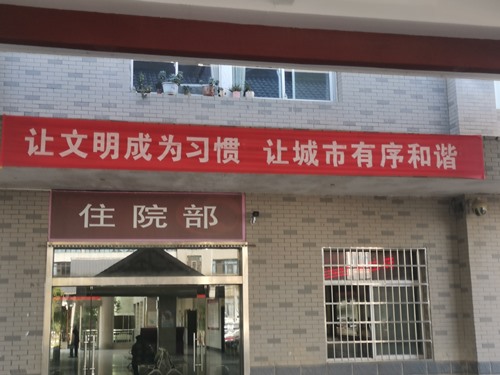 让文明成为习惯 让城市有序和谐
住院部